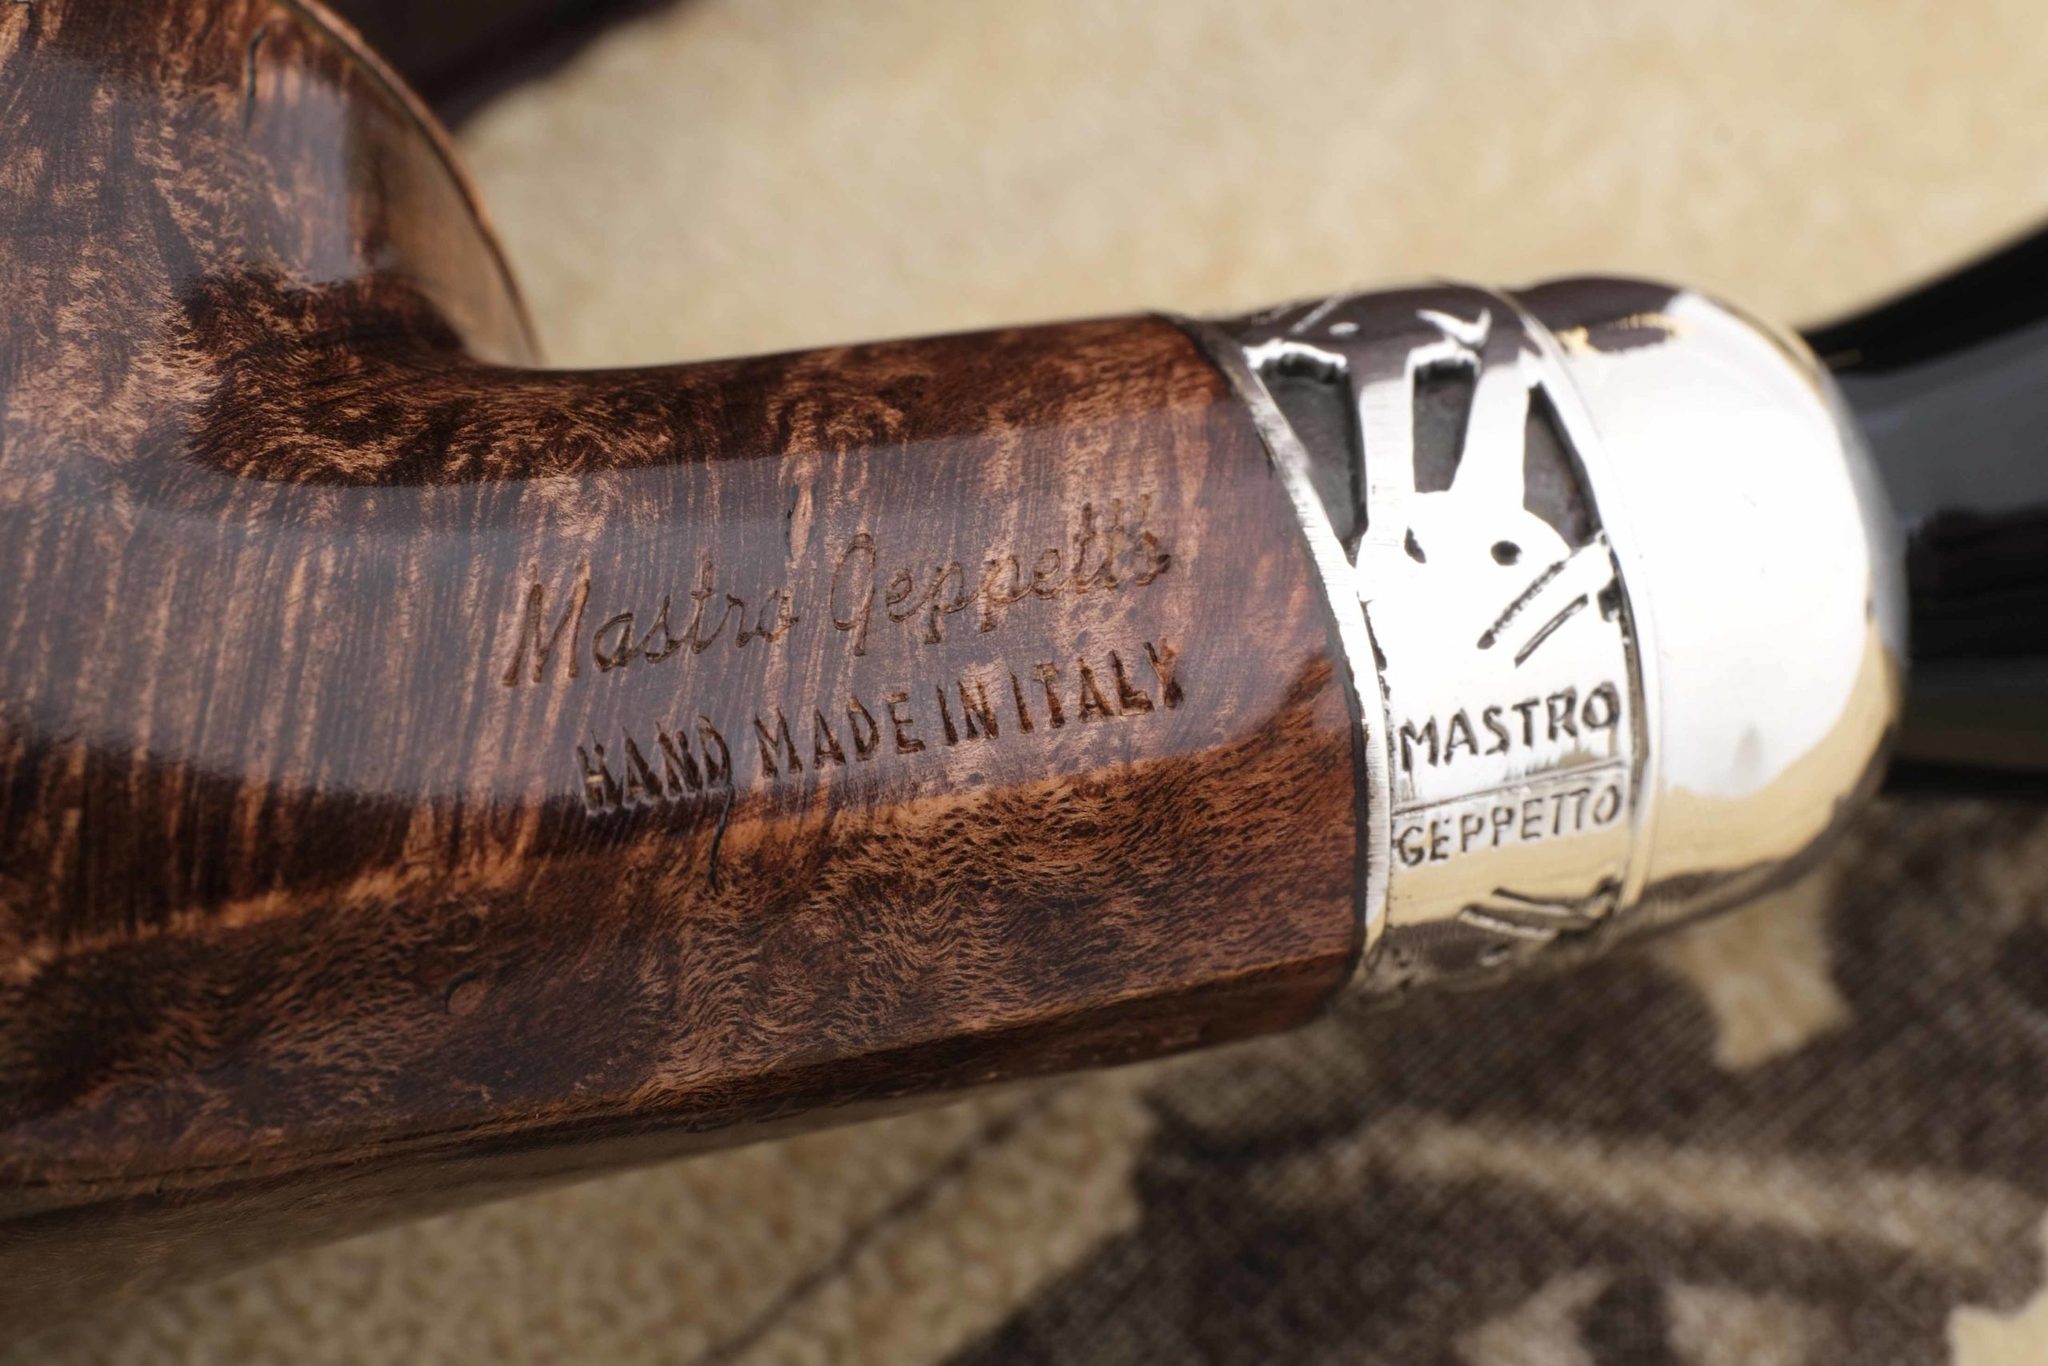 Mastro Geppetto
HAND MADE IN ITALY
MASTRO
GEPPETTO